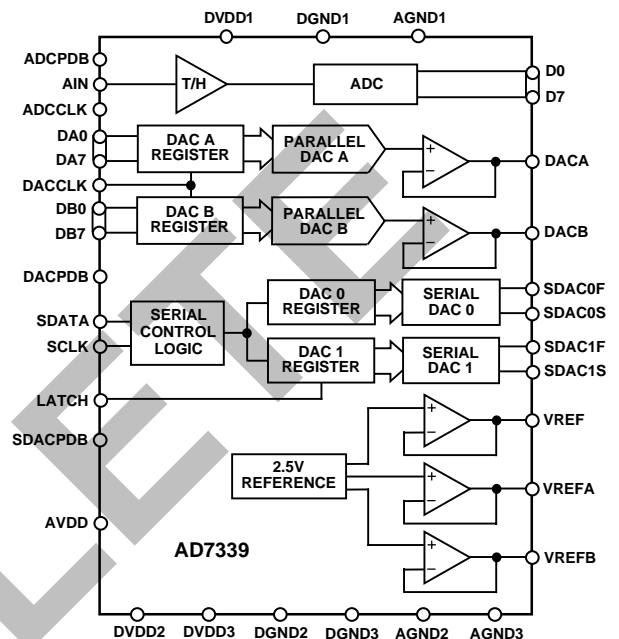 DVDD1 DGND1 AGND1
ADCPDB
AIN
ADCCLK
T/H
ADC
D0
D7
DA0
DA7
DAC A
REGISTER
PARALLEL
DAC A
+
−
DACA
DACCLK
DB0
DB7
DAC B
REGISTER
PARALLEL
DAC B
+
−
DACB
DACPDB
SDATA
SCLK
SERIAL
CONTROL
LOGIC
DAC 0
REGISTER
SERIAL
DAC 0
SDAC0F
SDAC0S
DAC 1
REGISTER
SERIAL
DAC 1
SDAC1F
SDAC1S
LATCH
SDACPDB
2.5V
REFERENCE
+
−
VREF
+
−
VREFA
+
−
VREFB
AVDD
AD7339
DVDD2 DVDD3 DGND2 DGND3 AGND2 AGND3
LETE